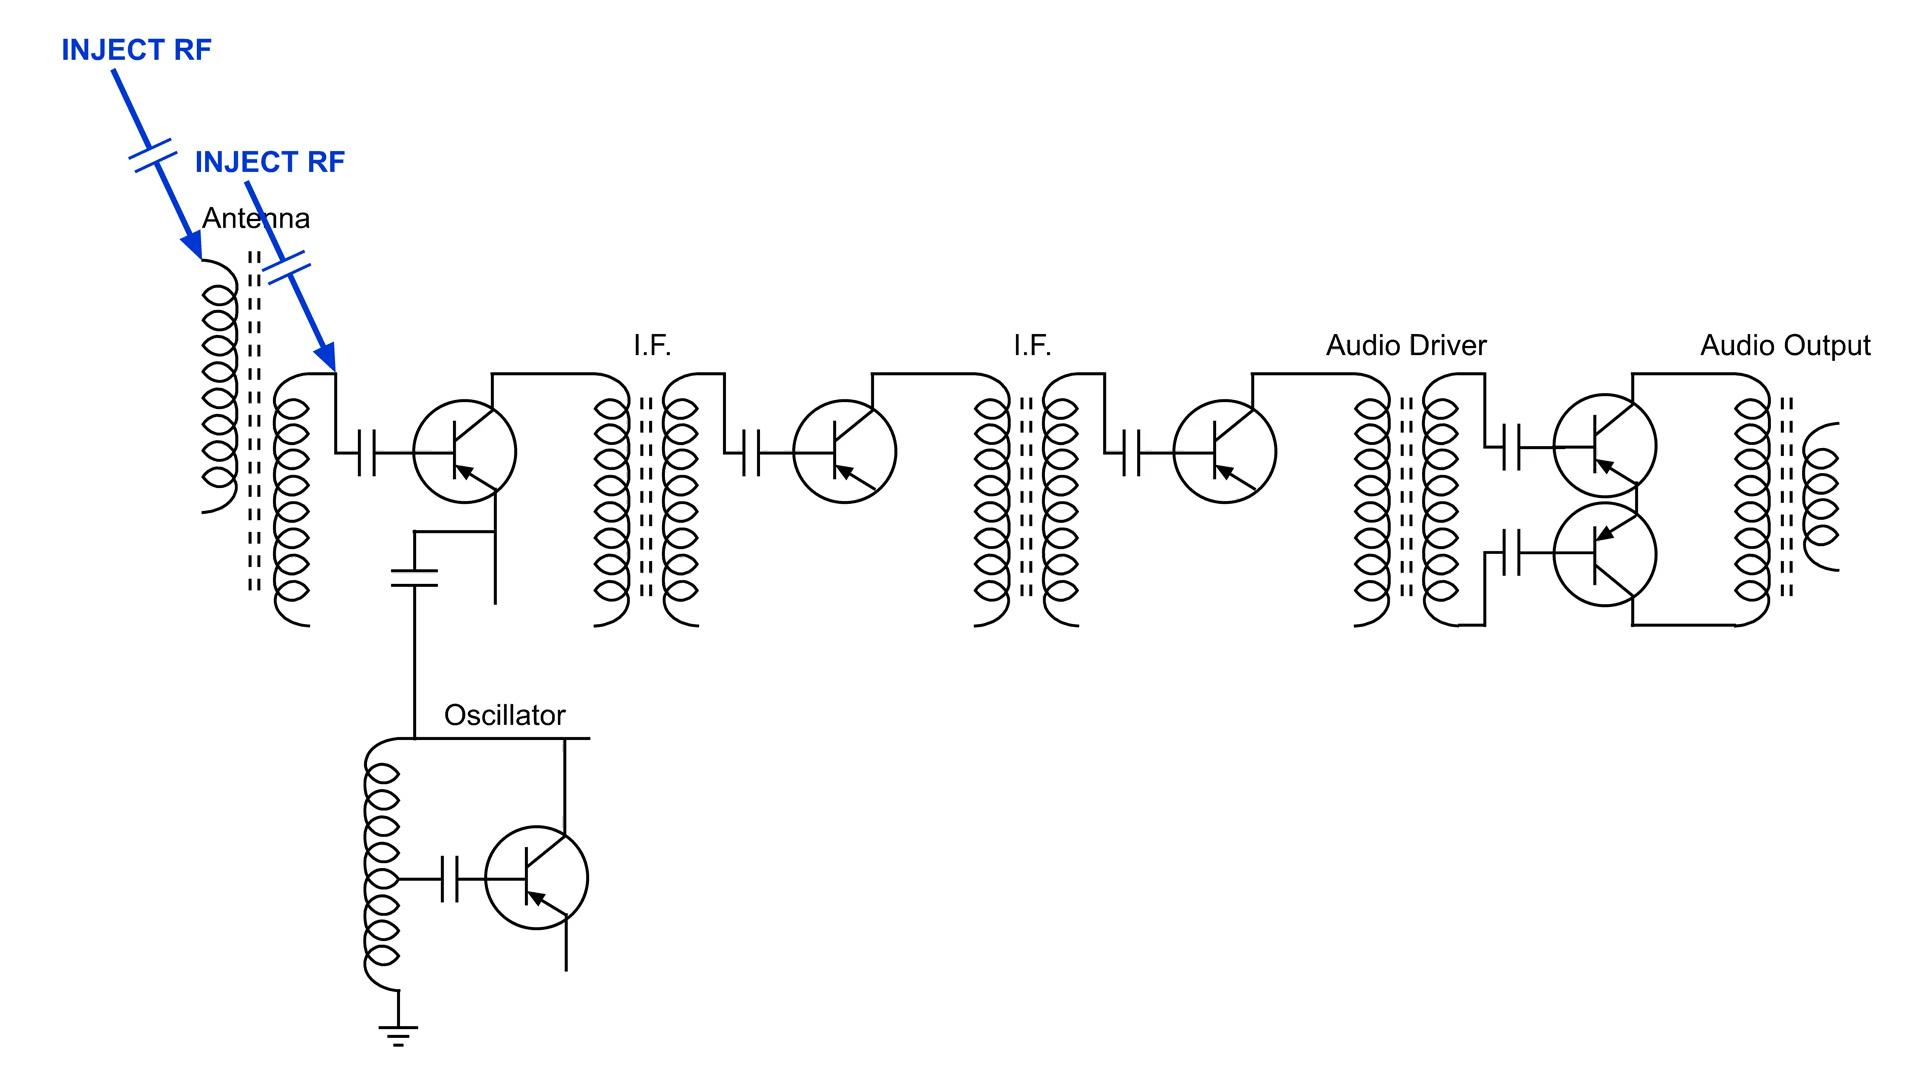 INJECT RF
INJECT RF
Antenna
I.F.
I.F.
Audio Driver
Audio Output
Oscillator